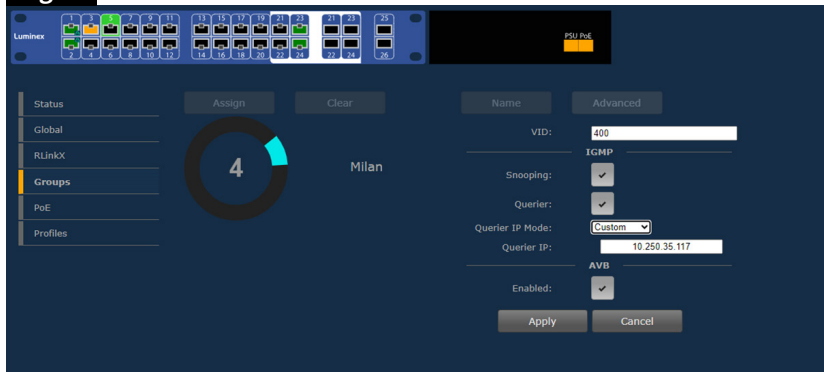 1 3 5 7 9 11 13 15 17 19 21 23 21 23 25
Luminex
PSU PoE
2 4 6 8 10 12 14 16 18 20 22 24 22 24 26
Status
Assign
Clear
Name
Advanced
Global
VID:
400
RLinkX
IGMP
4
Milan
Snooping:
Groups
Querier:
PoE
Querier IP Mode:
Custom
Profiles
Querier IP:
10.250.35.117
AVB
Enabled:
Apply
Cancel